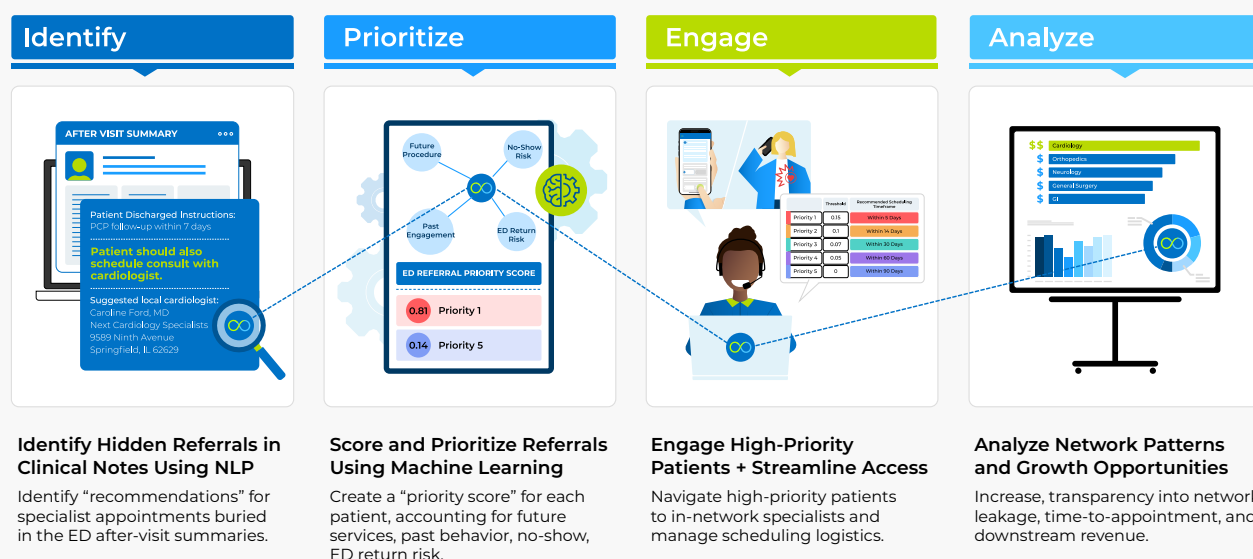 Identify
AFTER VISIT SUMMARY
Patient Discharged Instructions:
PCP follow-up within 7 days
Patient should also
schedule consult with
cardiologist.
Suggested local cardiologist:
Caroline Ford, MD
Next Cardiology Specialists
9589 Ninth Avenue
Springfield, IL 62629
Identify Hidden Referrals in
Clinical Notes Using NLP
Identify “recommendations” for
specialist appointments buried
in the ED after-visit summaries.
Prioritize
Future
Procedure
No-Show
Risk
Past
Engagement
ED Return
Risk
ED REFERRAL PRIORITY SCORE
0.81 Priority 1
0.14 Priority 5
Score and Prioritize Referrals
Using Machine Learning
Create a “priority score” for each
patient, accounting for future
services, past behavior, no-show,
ED return risk.
Engage
Threshold Recommended Scheduling
Timeframe
Priority 1 0.15 Within 5 Days
Priority 2 0.1 Within 14 Days
Priority 3 0.07 Within 30 Days
Priority 4 0.05 Within 60 Days
Priority 5 0 Within 90 Days
Engage High-Priority
Patients + Streamline Access
Navigate high-priority patients
to in-network specialists and
manage scheduling logistics.
Analyze
$$ Cardiology
$ Orthopedics
$ Neurology
$ General Surgery
$ GI
Analyze Network Patterns
and Growth Opportunities
Increase, transparency into network
leakage, time-to-appointment, and
downstream revenue.